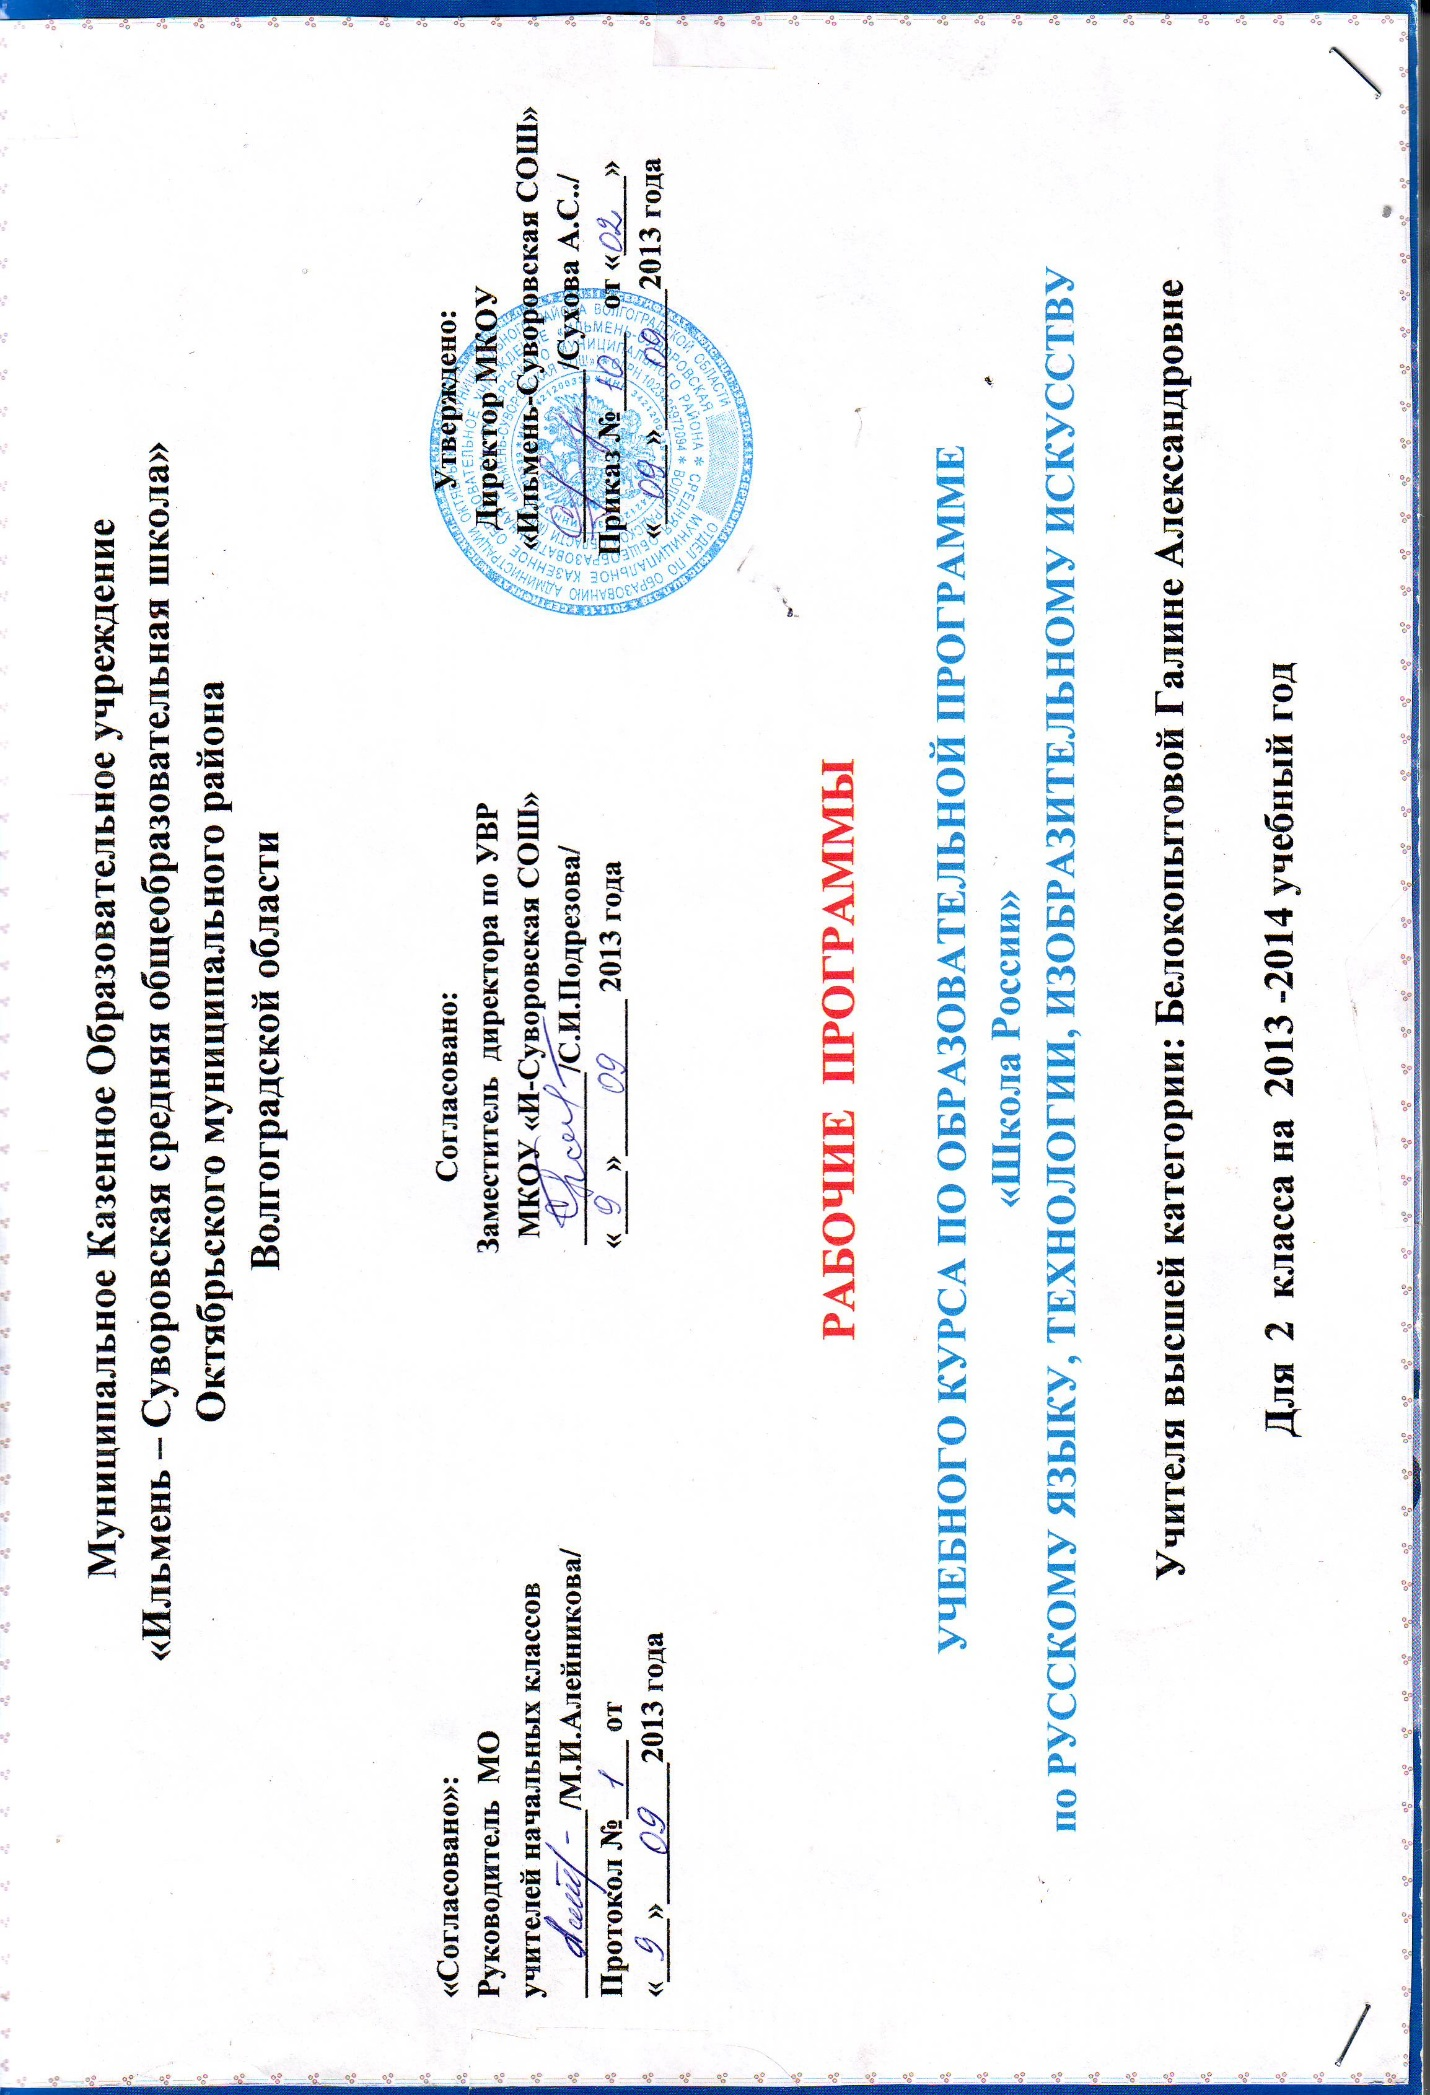 Муниципальное Казенное Образовательное учреждение
«Ильмень – Суворовская средняя общеобразовательная школа»
Октябрьского муниципального района
Волгоградской области
«Согласовано»:
Руководитель МО
учителей начальных классов
/М.И.Алейникова/
Протокол № 1 от
« 9 » 09 2013 года
Согласовано:
Заместитель директора по УВР
МКОУ «И-Суворовская СОШ»
/С.И.Подрезова/
« 9 » 09 2013 года
Утверждено:
Директор МКОУ
«Ильмень-Суворовская СОШ»
/Сухова А.С../
Приказ № 10 от «02 »
« 09 » 09 2013 года
РАБОЧИЕ ПРОГРАММЫ
УЧЕБНОГО КУРСА ПО ОБРАЗОВАТЕЛЬНОЙ ПРОГРАММЕ
«Школа России»
по РУССКОМУ ЯЗЫКУ, ТЕХНОЛОГИИ, ИЗОБРАЗИТЕЛЬНОМУ ИСКУССТВУ
Учителя высшей категории: Белокопытовой Галине Александровне
Для 2 класса на 2013 -2014 учебный год